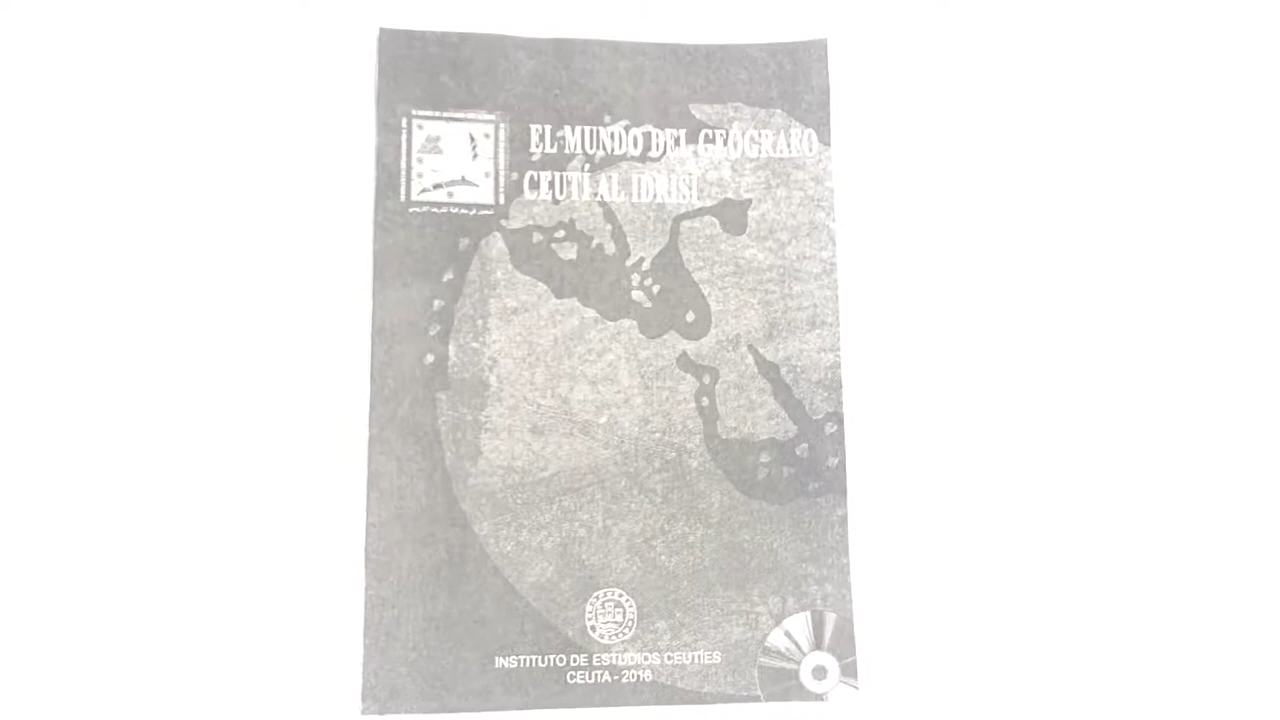 EL MUNDO DEL GEÓGRAFO
CEUTÍ AL IDRISI
INSTITUTO DE ESTUDIOS CEUTÍES
CEUTA - 2016